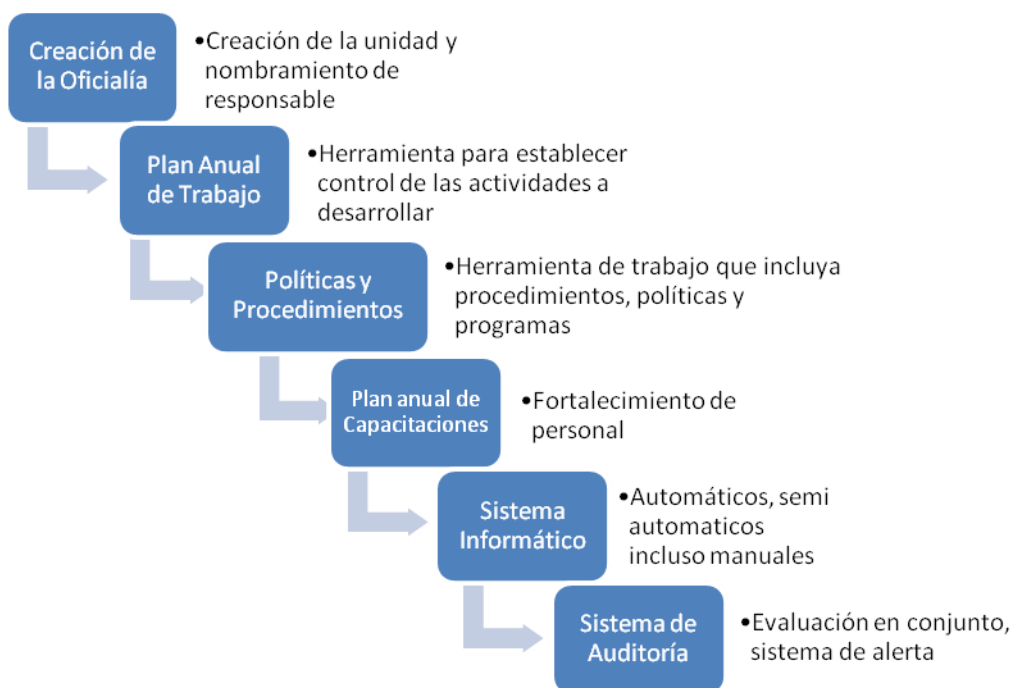 Creación de
la Oficialía
•Creación de la unidad y
nombramiento de
responsable
Plan Anual
de Trabajo
•Herramienta para establecer
control de las actividades a
desarrollar
Políticas y
Procedimientos
•Herramienta de trabajo que incluya
procedimientos, políticas y
programas
Plan anual de
Capacitaciones
•Fortalecimiento de
personal
Sistema
Informático
•Automáticos, semi
automaticos
incluso manuales
Sistema de
Auditoría
•Evaluación en conjunto,
sistema de alerta